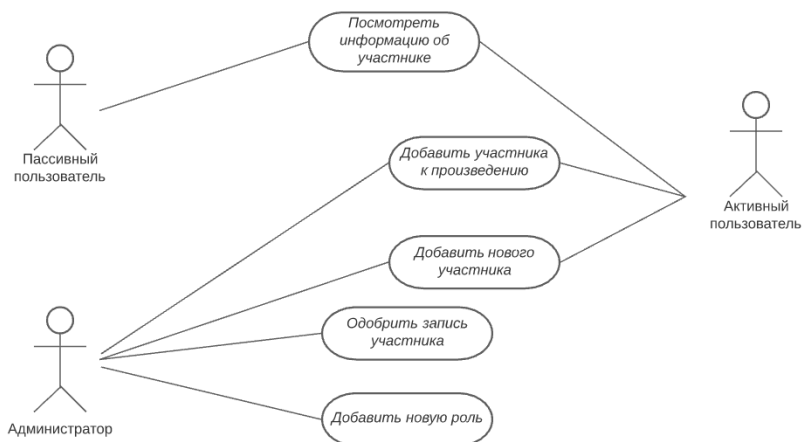 Посмотреть
информацию об
участнике
Пассивный
пользователь
Добавить участника
к произведению
Активный
пользователь
Добавить нового
участника
Одобрить запись
участника
Добавить новую роль
Администратор